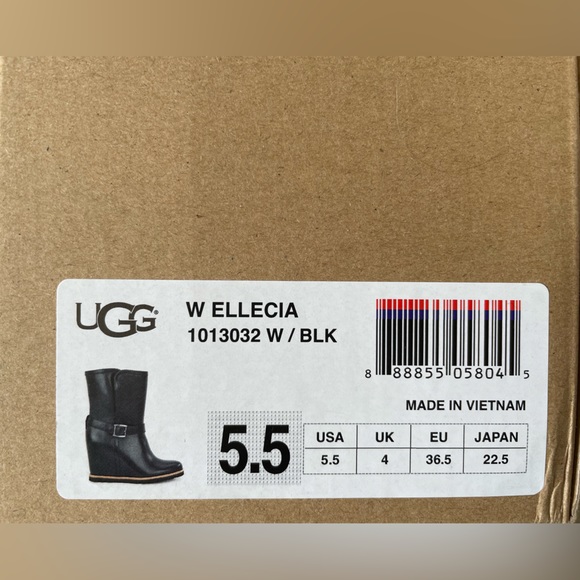 UGG®
W ELLECIA
1013032 W / BLK
8 88855 05804 5
MADE IN VIETNAM
5.5
USA UK EU JAPAN
5.5 4 36.5 22.5